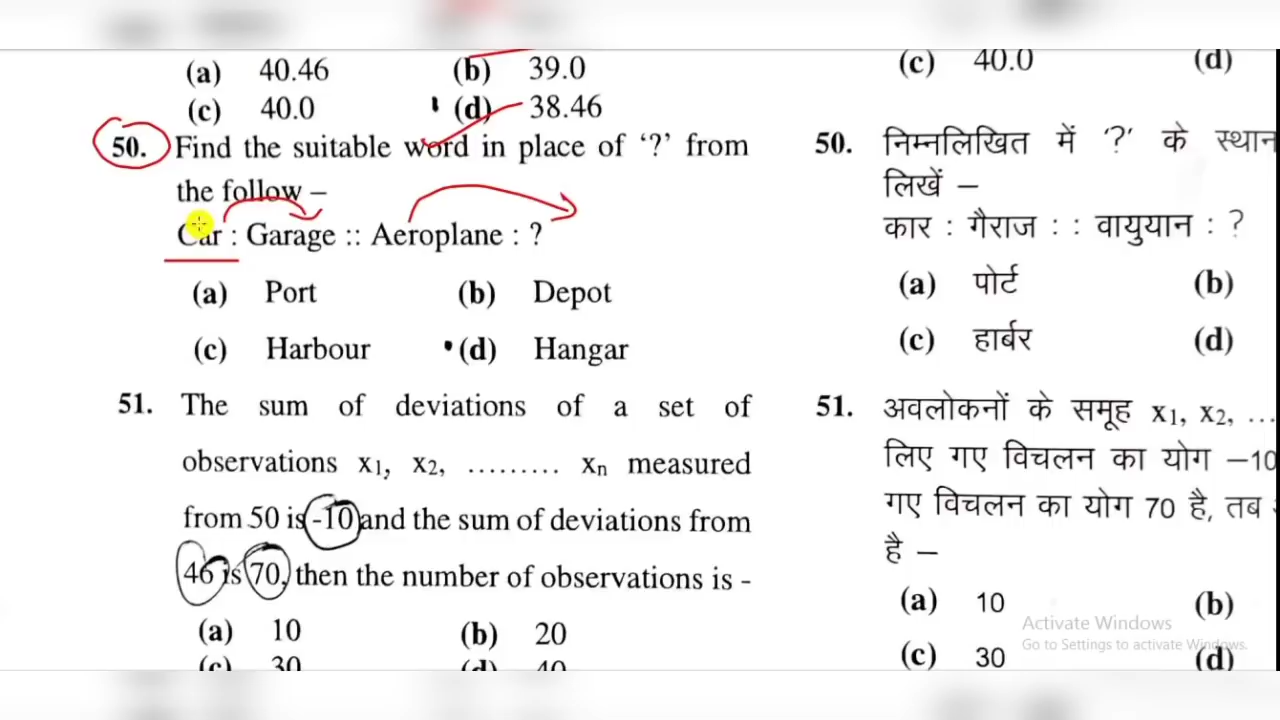 (a) 40.46 (b) 39.0
(c) 40.0 (d) 38.46
50. Find the suitable word in place of ‘?’ from
the follow –
Car : Garage :: Aeroplane : ?
(a) Port (b) Depot
(c) Harbour (d) Hangar
51. The sum of deviations of a set of
observations x1, x2, ......... xn measured
from 50 is -10 and the sum of deviations from
46 is 70, then the number of observations is -
(a) 10 (b) 20
(c) 30 (d) 40
(c) 40.0 (d)
50. निम्नलिखित में ‘?’ के स्थान
लिखें –
कार : गैराज : : वायुयान : ?
(a) पोर्ट (b)
(c) हार्बर (d)
51. अवलोकनों के समूह x1, x2, ...
लिए गए विचलन का योग –10
गए विचलन का योग 70 है, तब
है –
(a) 10 (b)
(c) 30 (d)
Activate Windows
Go to Settings to activate Windows.